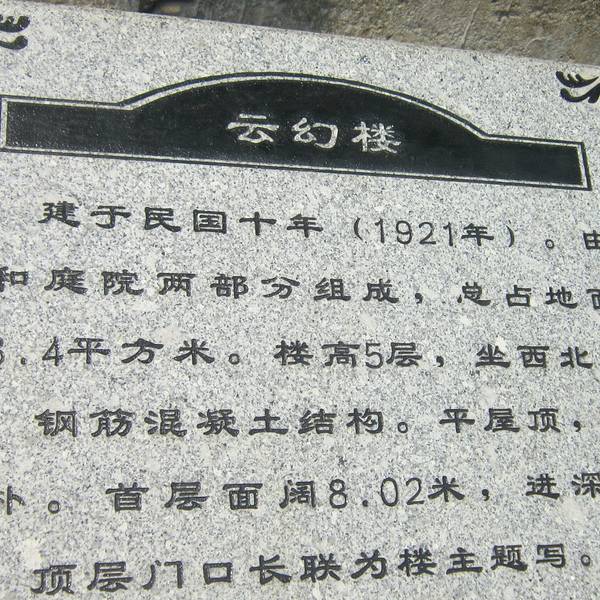 云幻楼
建于民国十年（1921年）。由
和庭院两部分组成，总占地面
.4平方米。楼高5层，坐西北
钢筋混凝土结构。平屋顶，
。首层面阔8.02米，进深
顶层门口长联为楼主题写。